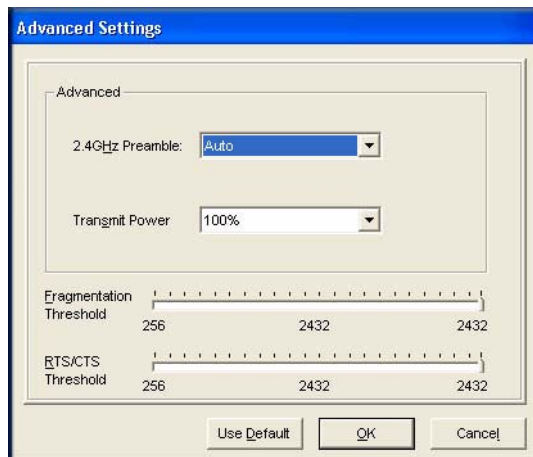 Advanced Settings
Advanced
2.4GHz Preamble: Auto
Transmit Power 100%
Fragmentation
Threshold
256 2432 2432
RTS/CTS
Threshold
256 2432 2432
Use Default OK Cancel